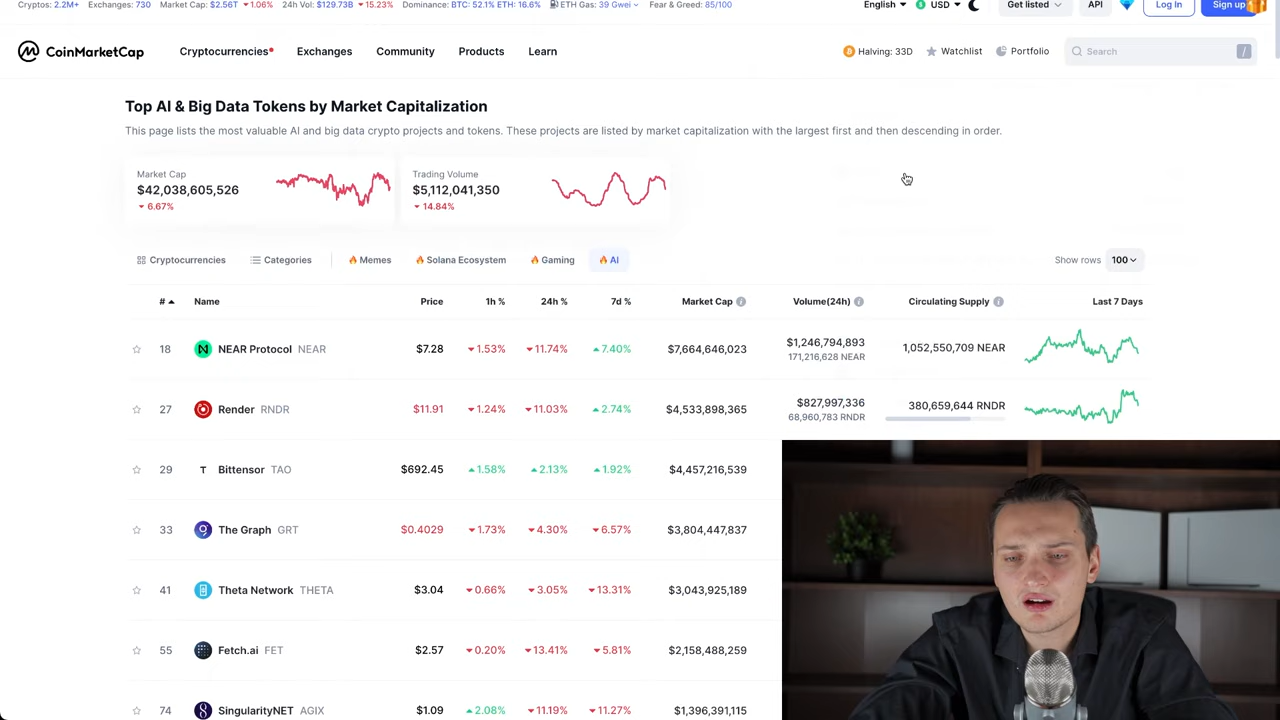 Cryptos: 2.2M+ Exchanges: 730 Market Cap: $2.56T 1.06% 24h Vol: $129.73B 15.23% Dominance: BTC: 52.1% ETH: 16.6% ETH Gas: 39 Gwei Fear & Greed: 85/100 English USD Get listed API Log In Sign up
CoinMarketCap Cryptocurrencies Exchanges Community Products Learn Halving: 33D Watchlist Portfolio Search /
Top AI & Big Data Tokens by Market Capitalization
This page lists the most valuable AI and big data crypto projects and tokens. These projects are listed by market capitalization with the largest first and then descending in order.
Market Cap Trading Volume
$42,038,605,526 $5,112,041,350
6.67% 14.84%
Cryptocurrencies Categories Memes Solana Ecosystem Gaming AI Show rows 100
# Name Price 1h % 24h % 7d % Market Cap Volume(24h) Circulating Supply Last 7 Days
18 NEAR Protocol NEAR $7.28 1.53% 11.74% 7.40% $7,664,646,023 $1,246,794,893 1,052,550,709 NEAR
171,216,628 NEAR
27 Render RNDR $11.91 1.24% 11.03% 2.74% $4,533,898,365 $827,997,336 380,659,644 RNDR
68,960,783 RNDR
29 T Bittensor TAO $692.45 1.58% 2.13% 1.92% $4,457,216,539
33 The Graph GRT $0.4029 1.73% 4.30% 6.57% $3,804,447,837
41 Theta Network THETA $3.04 0.66% 3.05% 13.31% $3,043,925,189
55 Fetch.ai FET $2.57 0.20% 13.41% 5.81% $2,158,488,259
74 SingularityNET AGIX $1.09 2.08% 11.19% 11.27% $1,396,391,115